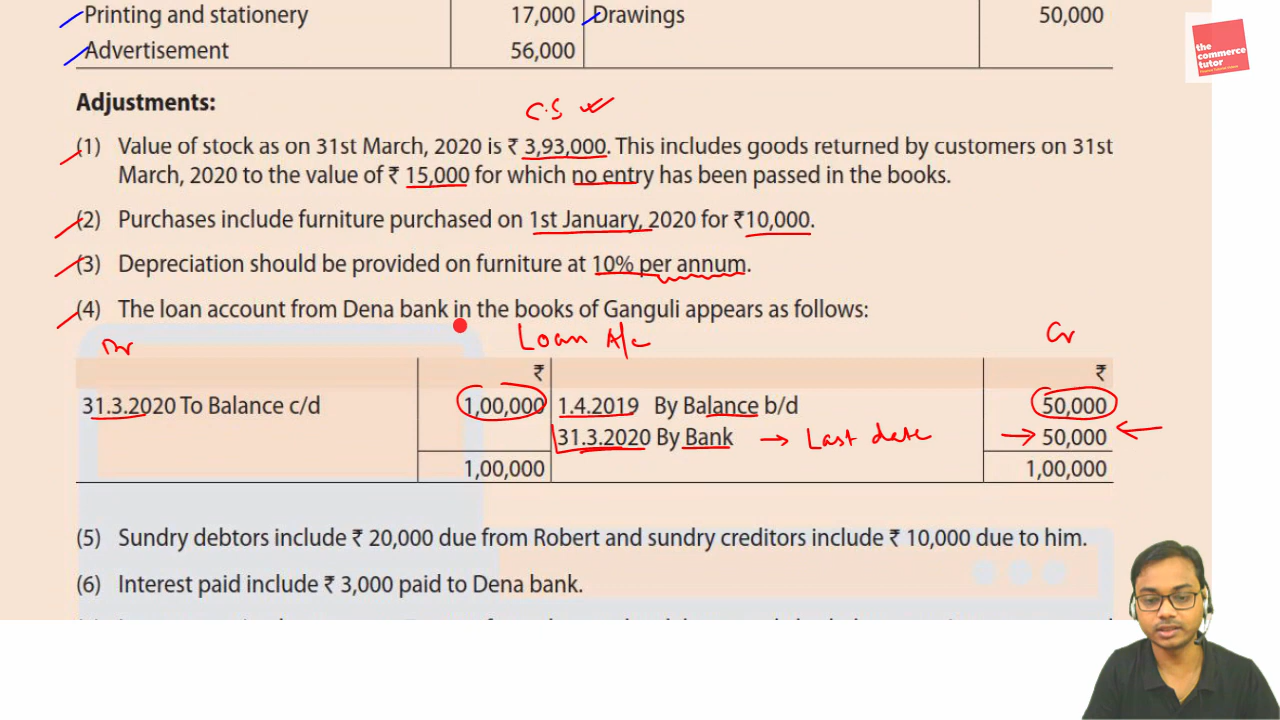 Printing and stationery 17,000 Drawings 50,000
Advertisement 56,000
the
commerce
tutor
Adjustments:
C.S
(1) Value of stock as on 31st March, 2020 is ₹ 3,93,000. This includes goods returned by customers on 31st
March, 2020 to the value of ₹ 15,000 for which no entry has been passed in the books.
(2) Purchases include furniture purchased on 1st January, 2020 for ₹10,000.
(3) Depreciation should be provided on furniture at 10% per annum.
(4) The loan account from Dena bank in the books of Ganguli appears as follows:
Dr Loan A/c Cr
₹ ₹
31.3.2020 To Balance c/d 1,00,000 1.4.2019 By Balance b/d 50,000
31.3.2020 By Bank → Last date → 50,000 ←
1,00,000 1,00,000
(5) Sundry debtors include ₹ 20,000 due from Robert and sundry creditors include ₹ 10,000 due to him.
(6) Interest paid include ₹ 3,000 paid to Dena bank.